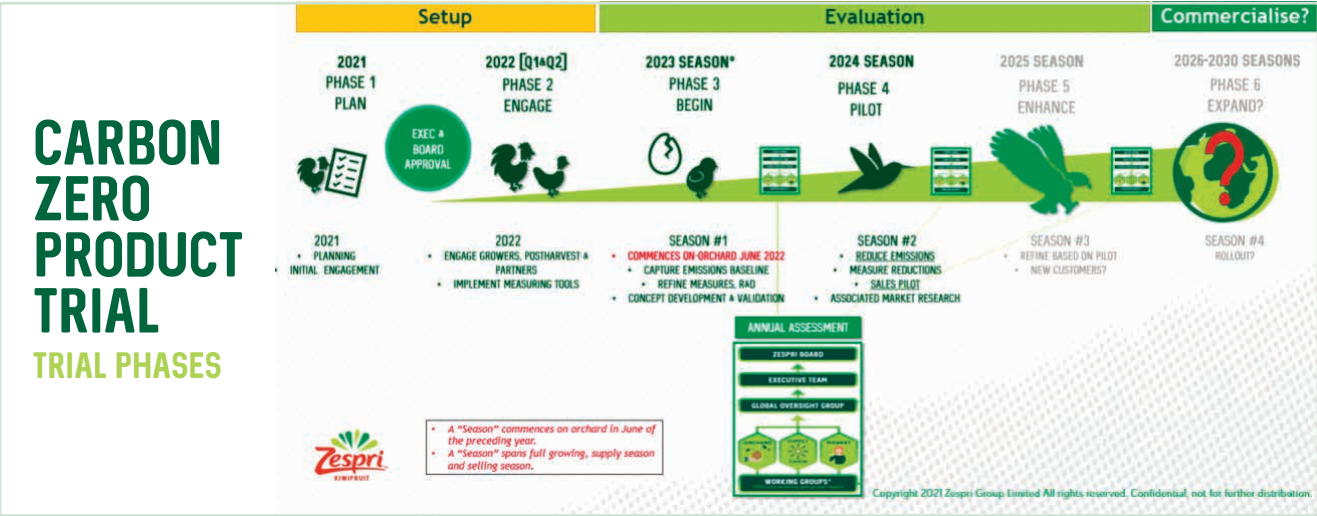 Setup
Evaluation
Commercialise?
CARBON
ZERO
PRODUCT
TRIAL
TRIAL PHASES
2021
PHASE 1
PLAN
EXEC &
BOARD
APPROVAL
2022 [Q1&Q2]
PHASE 2
ENGAGE
2023 SEASON*
PHASE 3
BEGIN
2024 SEASON
PHASE 4
PILOT
2025 SEASON
PHASE 5
ENHANCE
2026-2030 SEASONS
PHASE 6
EXPAND?
?
2021
• PLANNING
• INITIAL ENGAGEMENT
2022
• ENGAGE GROWERS, POSTHARVEST &
PARTNERS
• IMPLEMENT MEASURING TOOLS
SEASON #1
• COMMENCES ON-ORCHARD JUNE 2022
• CAPTURE EMISSIONS BASELINE
• REFINE MEASURES, R&D
• CONCEPT DEVELOPMENT & VALIDATION
SEASON #2
• REDUCE EMISSIONS
• MEASURE REDUCTIONS
• SALES PILOT
• ASSOCIATED MARKET RESEARCH
SEASON #3
• REFINE BASED ON PILOT
• NEW CUSTOMERS?
SEASON #4
ROLLOUT?
ANNUAL ASSESSMENT
ZESPRI BOARD
EXECUTIVE TEAM
GLOBAL OVERSIGHT GROUP
ORCHARD
SUPPLY
MARKET
WORKING GROUPS*
Zespri
KIWIFRUIT
• A "Season" commences on orchard in June of
the preceding year.
• A "Season" spans full growing, supply season
and selling season.
Copyright 2021 Zespri Group Limited All rights reserved. Confidential, not for further distribution.